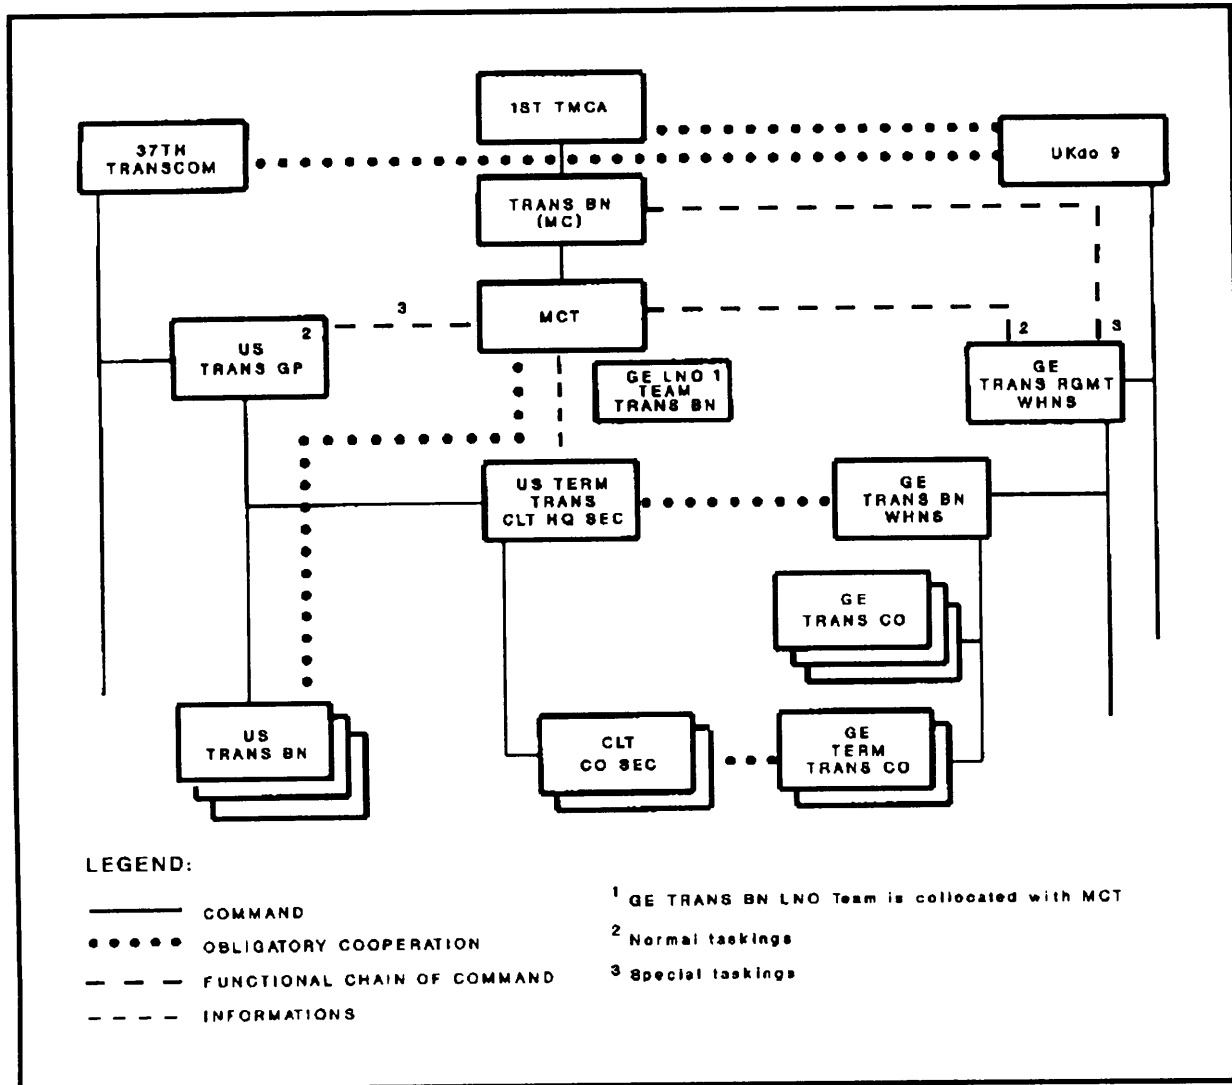 1ST TMCA
37TH
TRANSCOM
UKdo 9
TRANS BN
(MC)
3
MCT
2
US
TRANS GP
2
3
GE
TRANS RGMT
WHNS
GE LNO 1
TEAM
TRANS BN
US TERM
TRANS
CLT HQ SEC
GE
TRANS BN
WHNS
GE
TRANS CO
US
TRANS BN
CLT
CO SEC
GE
TERM
TRANS CO
LEGEND:
COMMAND
OBLIGATORY COOPERATION
FUNCTIONAL CHAIN OF COMMAND
INFORMATIONS
1 GE TRANS BN LNO Team is collocated with MCT
2 Normal taskings
3 Special taskings